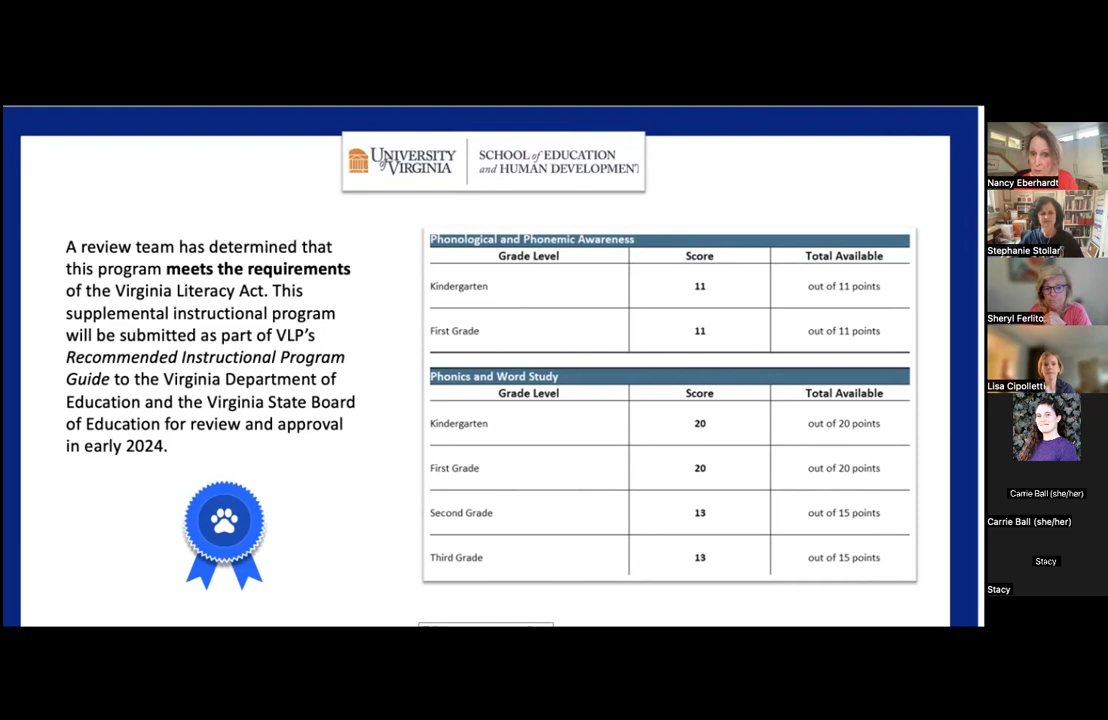 UNIVERSITY of VIRGINIA
SCHOOL of EDUCATION
and HUMAN DEVELOPMENT
A review team has determined that
this program meets the requirements
of the Virginia Literacy Act. This
supplemental instructional program
will be submitted as part of VLP's
Recommended Instructional Program
Guide to the Virginia Department of
Education and the Virginia State Board
of Education for review and approval
in early 2024.
Phonological and Phonemic Awareness
Grade Level Score Total Available
Kindergarten 11 out of 11 points
First Grade 11 out of 11 points
Phonics and Word Study
Grade Level Score Total Available
Kindergarten 20 out of 20 points
First Grade 20 out of 20 points
Second Grade 13 out of 15 points
Third Grade 13 out of 15 points
Nancy Eberhardt
Stephanie Stollar
Sheryl Ferlito
Lisa Cipolletti
Carrie Ball (she/her)
Carrie Ball (she/her)
Stacy
Stacy